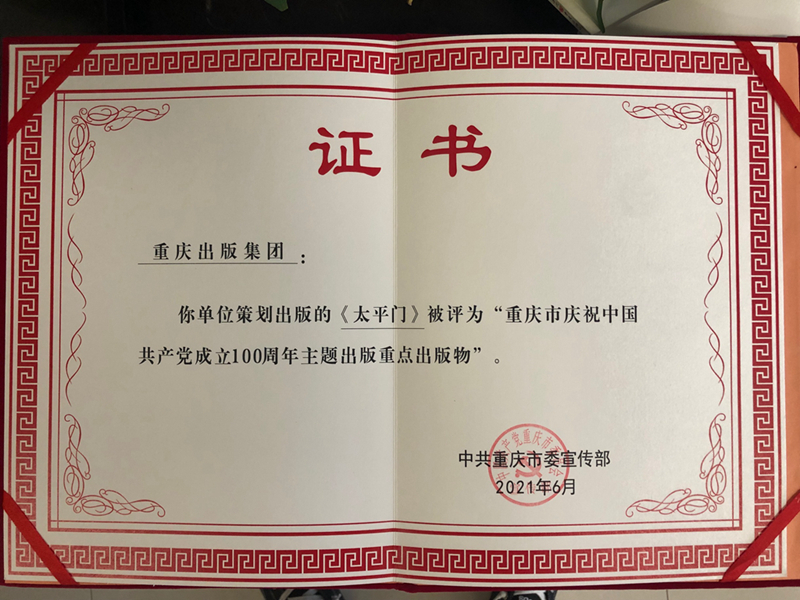 证书
重庆出版集团：
你单位策划出版的《太平门》被评为“重庆市庆祝中国
共产党成立100周年主题出版重点出版物”。
中共重庆市委宣传部
2021年6月